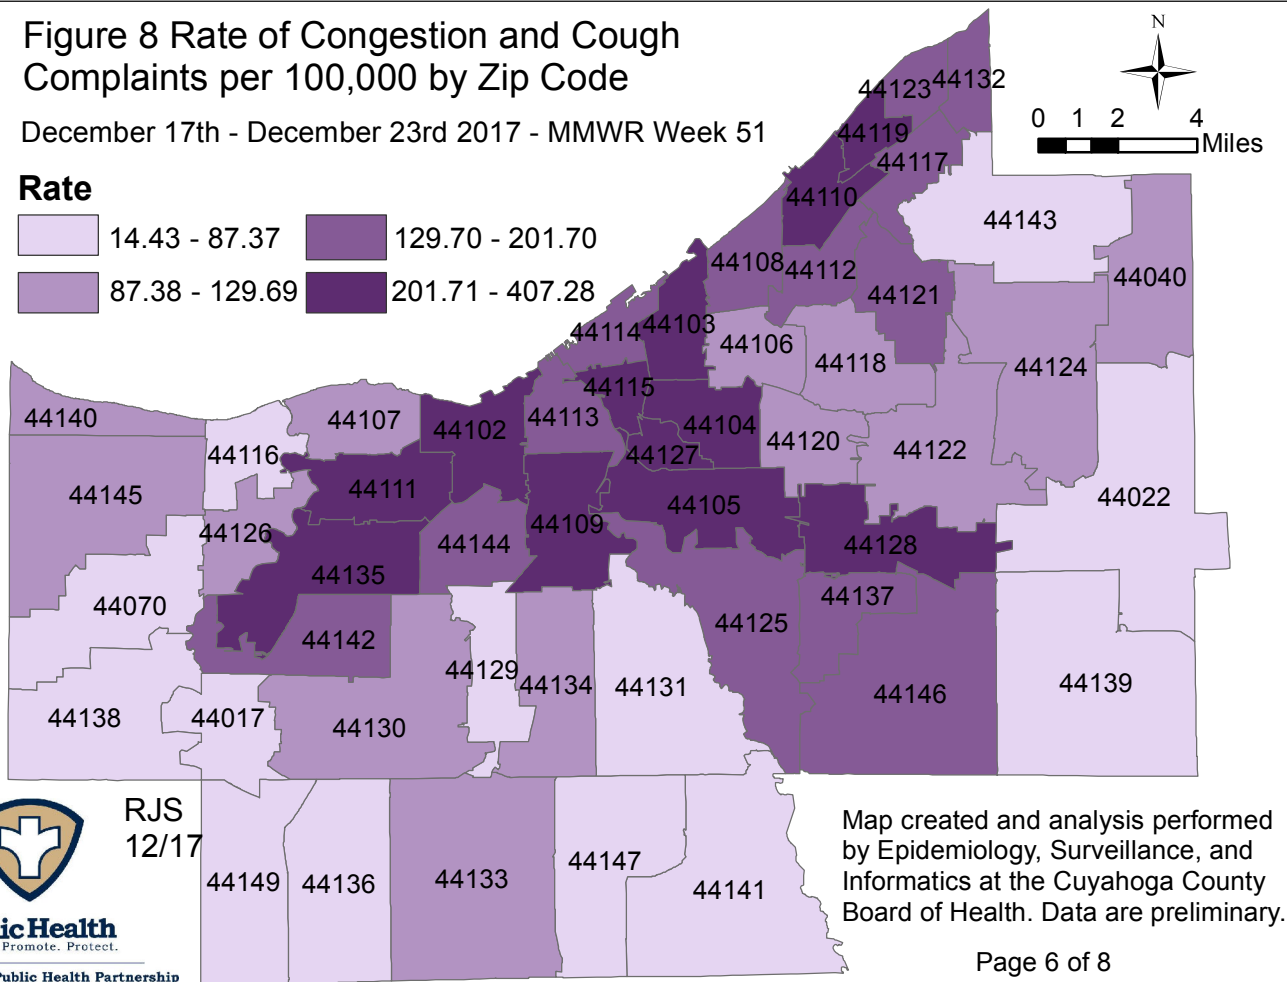 Figure 8 Rate of Congestion and Cough
Complaints per 100,000 by Zip Code
December 17th - December 23rd 2017 - MMWR Week 51
Rate
14.43 - 87.37
129.70 - 201.70
87.38 - 129.69
201.71 - 407.28
N
0 1 2 4
Miles
44123
44132
44119
44117
44110
44143
44108
44112
44040
44121
44114
44103
44106
44118
44124
44115
44140
44107
44102
44113
44104
44116
44127
44120
44122
44145
44111
44105
44022
44126
44109
44144
44128
44135
44070
44137
44142
44125
44129
44134
44131
44139
44146
44138
44017
44130
RJS
12/17
44149
44136
44133
44147
44141
ic Health
Promote. Protect.
Public Health Partnership
Map created and analysis performed
by Epidemiology, Surveillance, and
Informatics at the Cuyahoga County
Board of Health. Data are preliminary.
Page 6 of 8